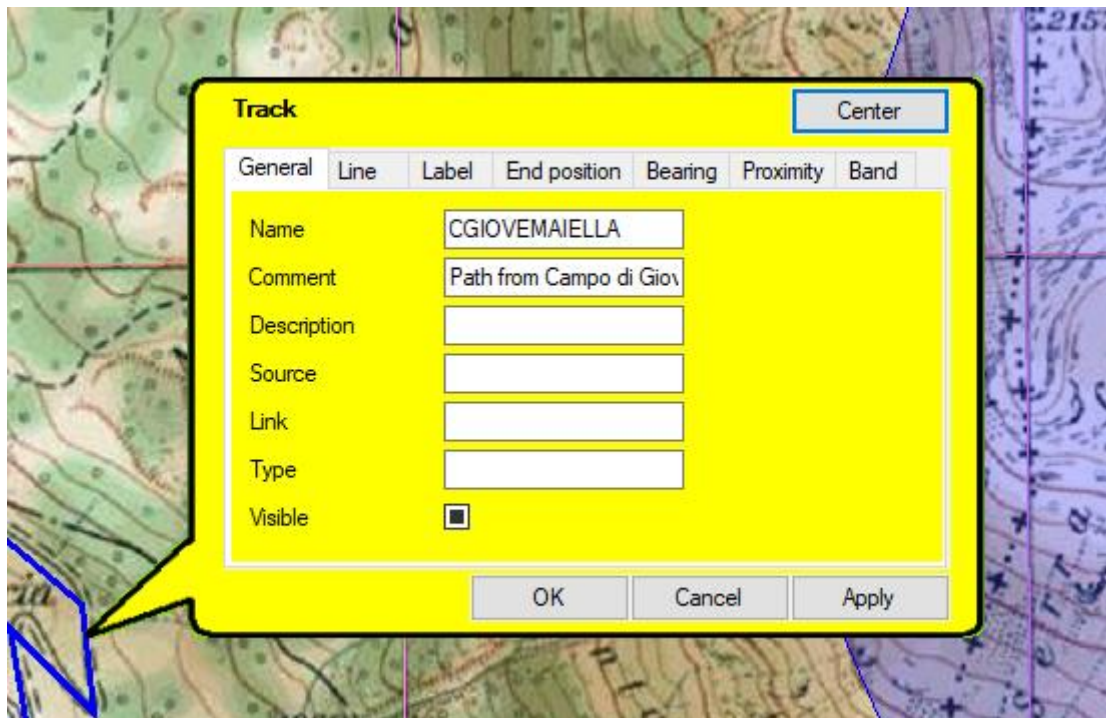 2157
Track
Center
General Line Label End position Bearing Proximity Band
Name CGIOVEMAIELLA
Comment Path from Campo di Giov
Description
Source
Link
Type
Visible
OK Cancel Apply